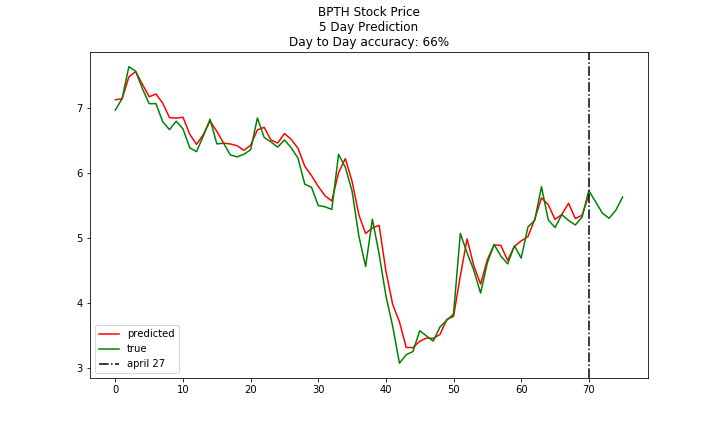 BPTH Stock Price
5 Day Prediction
Day to Day accuracy: 66%
7
6
5
4
3
predicted
true
april 27
0 10 20 30 40 50 60 70